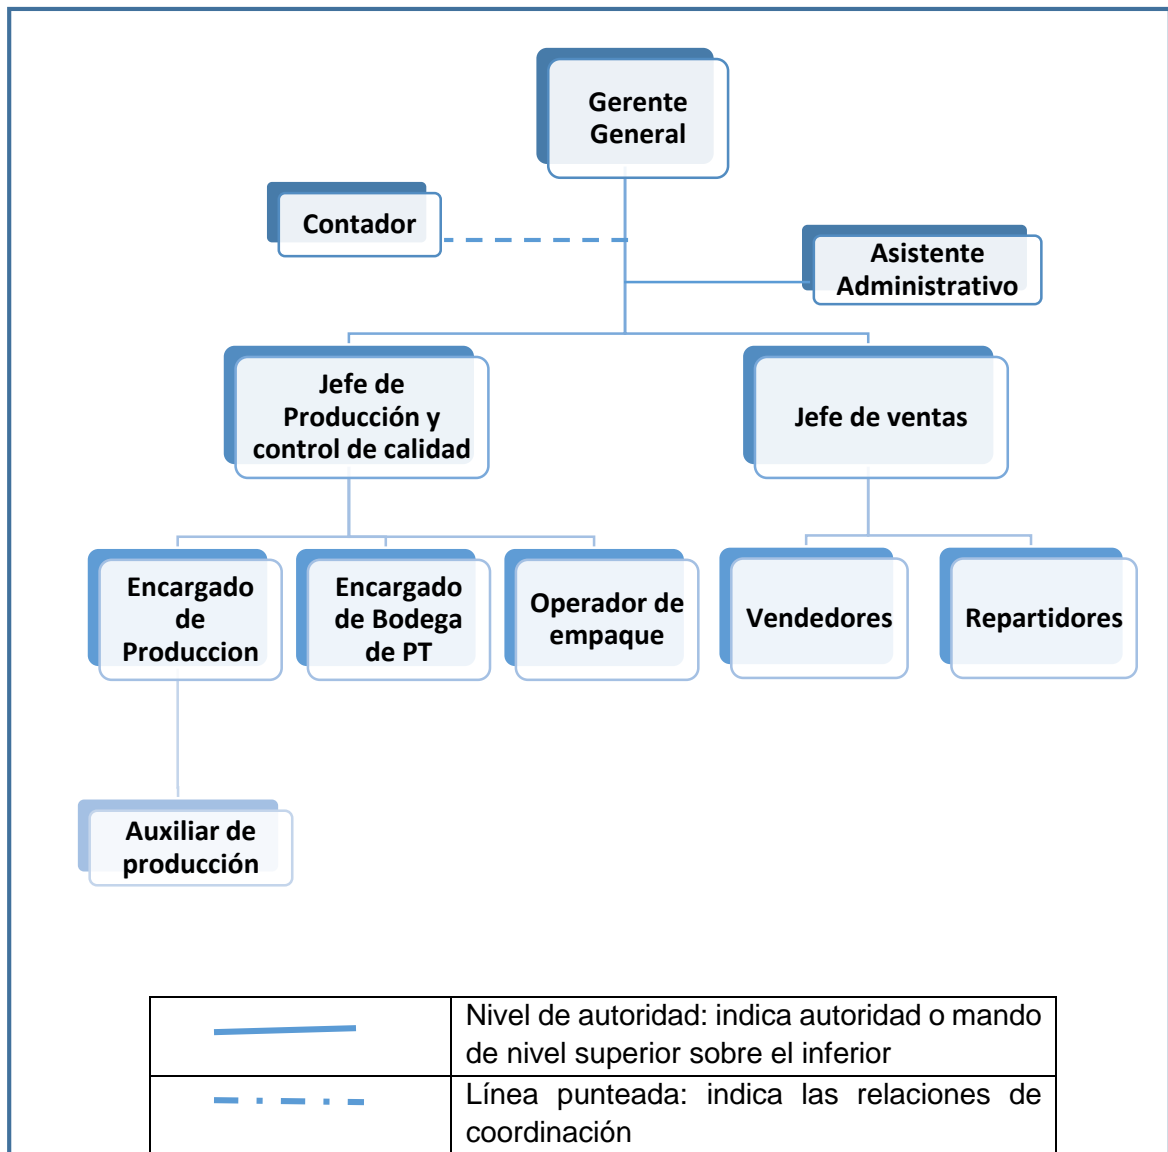 Gerente
General
Contador
Asistente
Administrativo
Jefe de
Producción y
control de calidad
Jefe de ventas
Encargado
de
Produccion
Encargado
de Bodega
de PT
Operador de
empaque
Vendedores
Repartidores
Auxiliar de
producción
Nivel de autoridad: indica autoridad o mando
de nivel superior sobre el inferior
Línea punteada: indica las relaciones de
coordinación